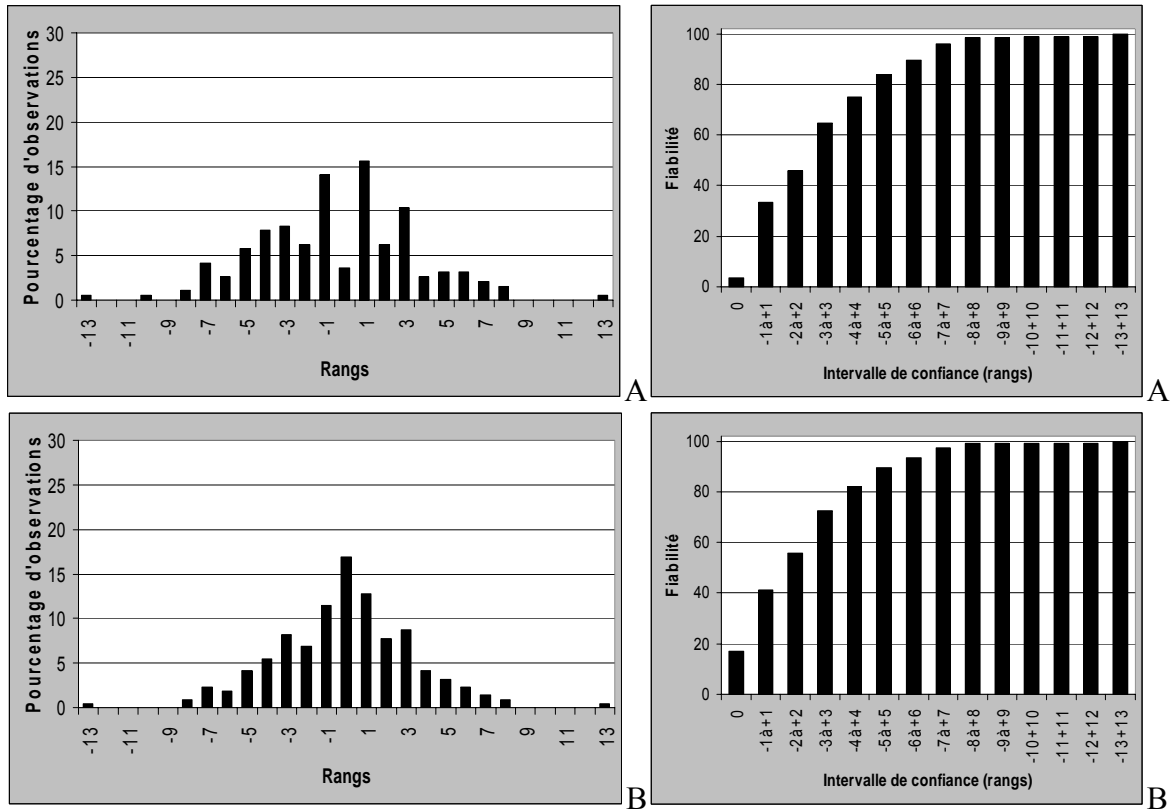 Pourcentage d'observations
30
25
20
15
10
5
0
-13
-11
-9
-7
-5
-3
-1
1
3
5
7
9
11
13
Rangs
A
Fiabilité
100
80
60
40
20
0
0
-1à+1
-2à+2
-3à+3
-4à+4
-5à+5
-6à+6
-7à+7
-8à+8
-9à+9
-10+10
-11+11
-12+12
-13+13
Intervalle de confiance (rangs)
A
Pourcentage d'observations
30
25
20
15
10
5
0
-13
-11
-9
-7
-5
-3
-1
1
3
5
7
9
11
13
Rangs
B
Fiabilité
100
80
60
40
20
0
0
-1à+1
-2à+2
-3à+3
-4à+4
-5à+5
-6à+6
-7à+7
-8à+8
-9à+9
-10+10
-11+11
-12+12
-13+13
Intervalle de confiance (rangs)
B